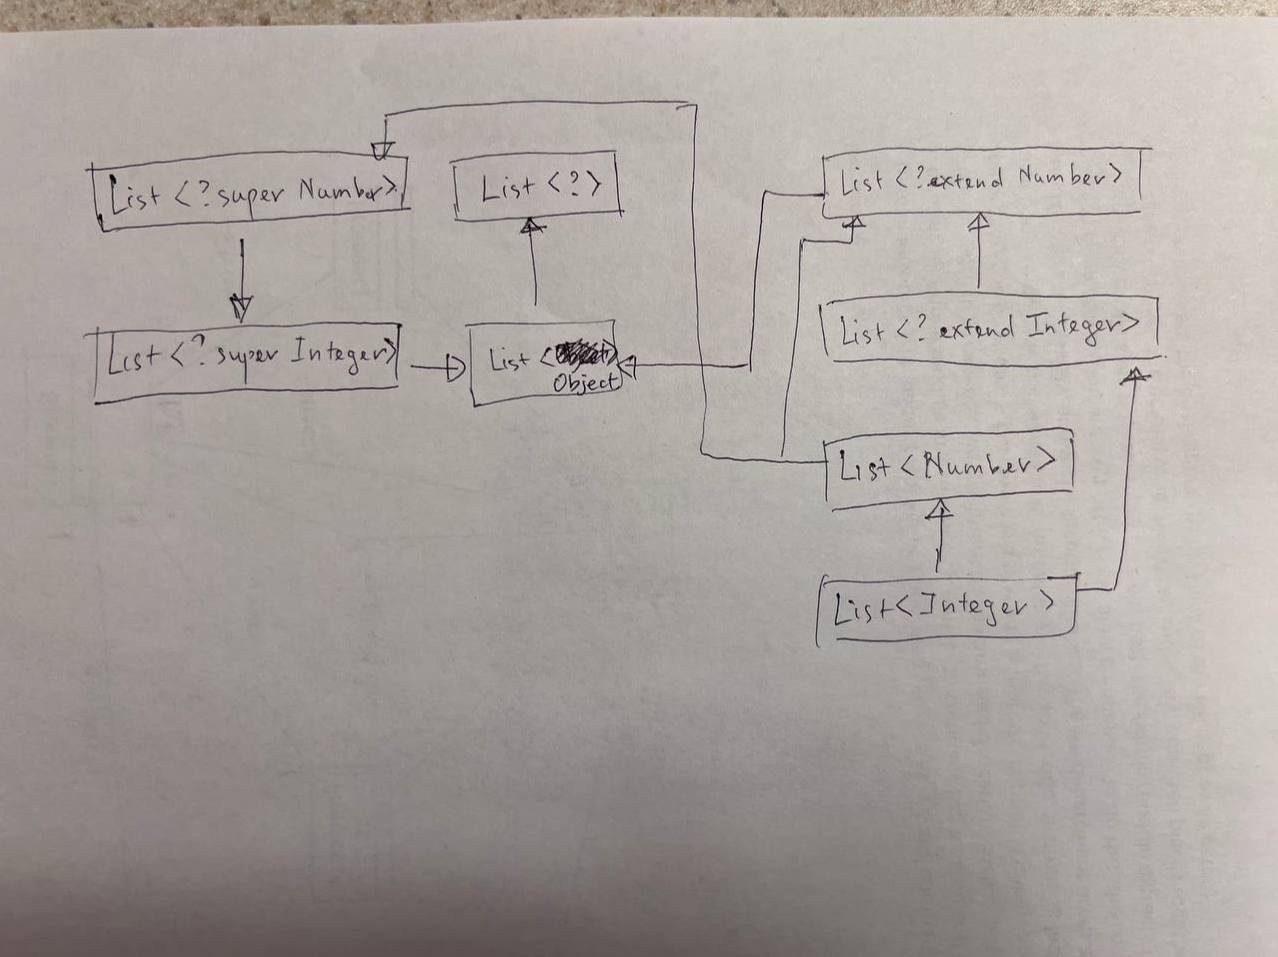 List <? super Number>
List <?>
List <? extend Number>
List <? super Integer>
List <
Object
List <? extend Integer>
List <Number>
List <Integer>